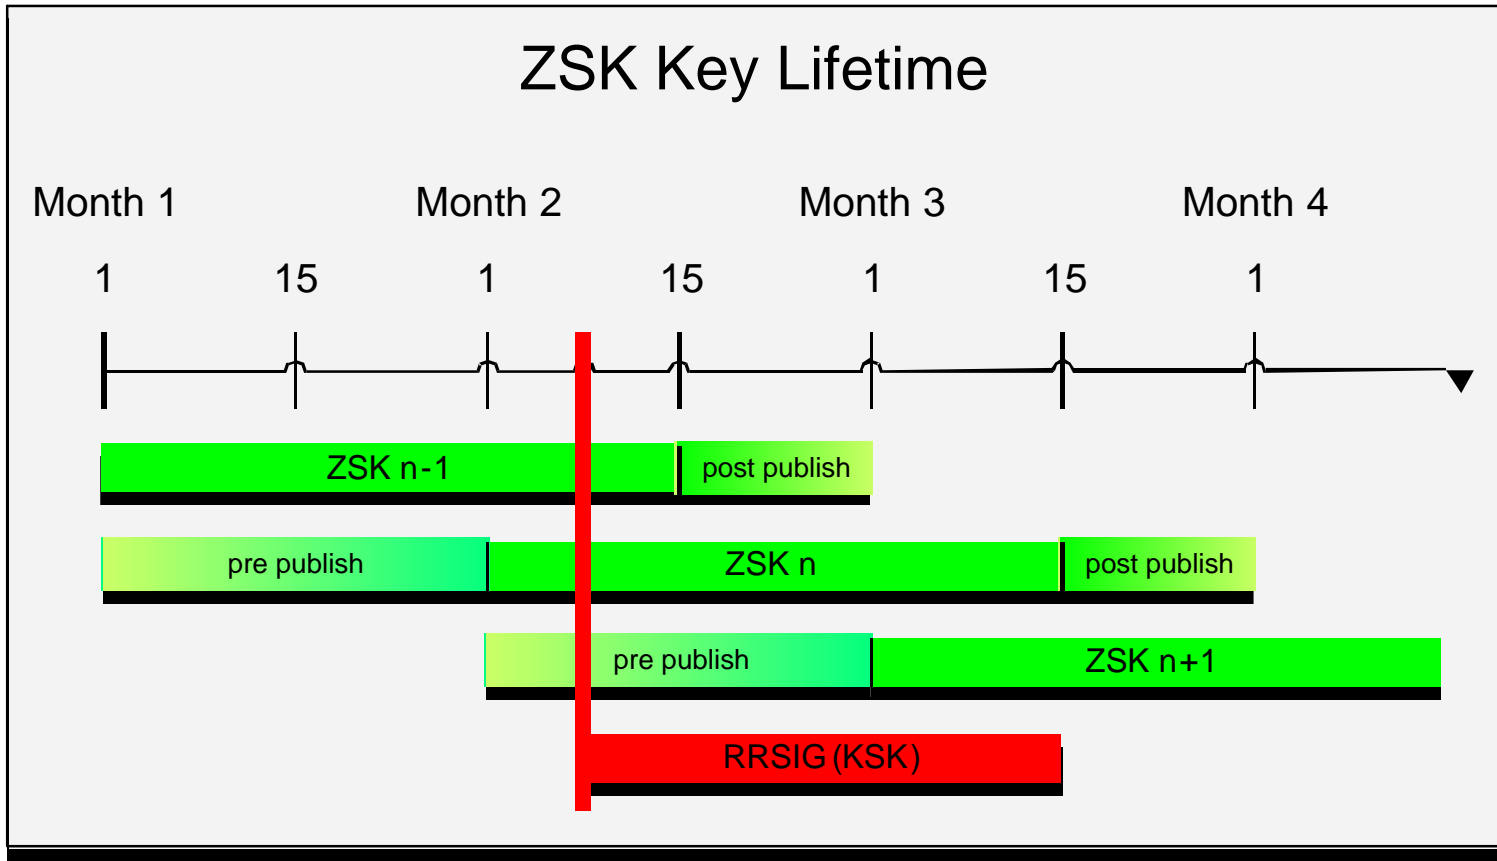 ZSK Key Lifetime
Month 1 Month 2 Month 3 Month 4
1 15 1 15 1 15 1
ZSK n-1 post publish
pre publish ZSK n post publish
pre publish ZSK n+1
RRSIG (KSK)